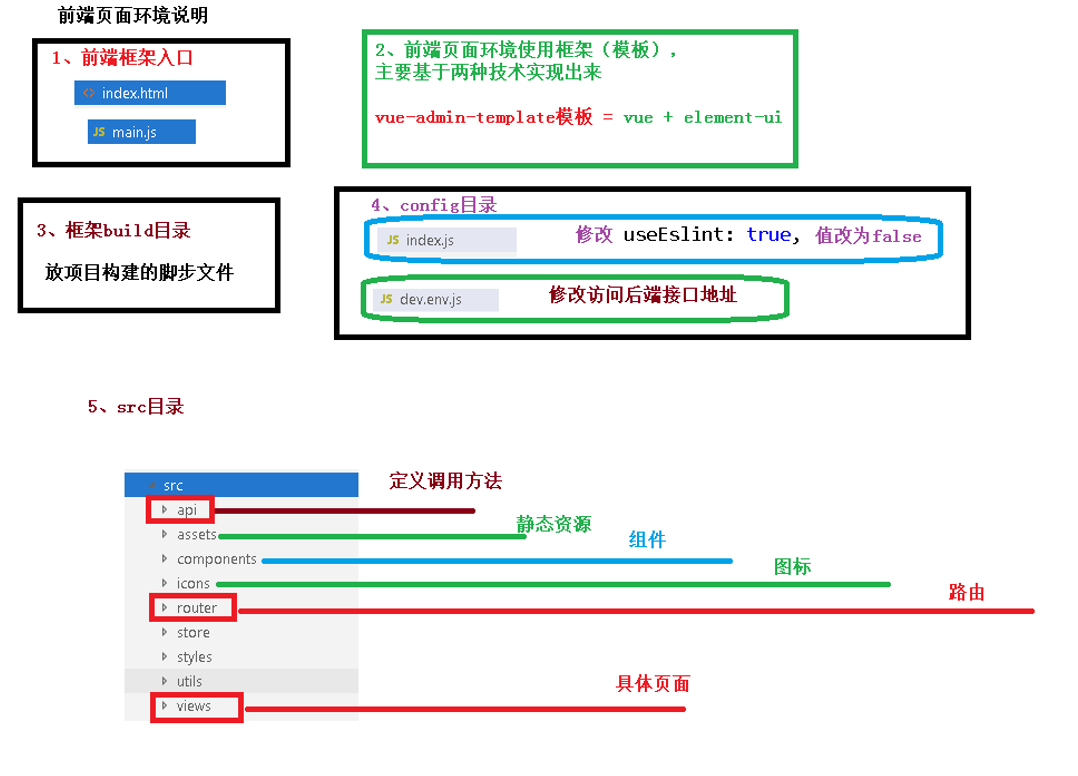 前端页面环境说明
1、前端框架入口
<> index.html
JS main.js
2、前端页面环境使用框架（模板），
主要基于两种技术实现出来
vue-admin-template模板 = vue + element-ui
3、框架build目录
放项目构建的脚步文件
4、config目录
JS index.js 修改 useEslint: true, 值改为false
JS dev.env.js 修改访问后端接口地址
5、src目录
src
定义调用方法
api
静态资源
assets
组件
components
图标
icons
路由
router
store
styles
utils
具体页面
views